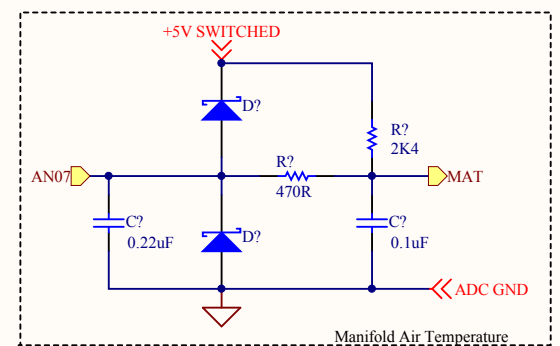 +5V SWITCHED
D?
R?
2K4
AN07
R?
470R
MAT
C?
0.22uF
D?
C?
0.1uF
ADC GND
Manifold Air Temperature